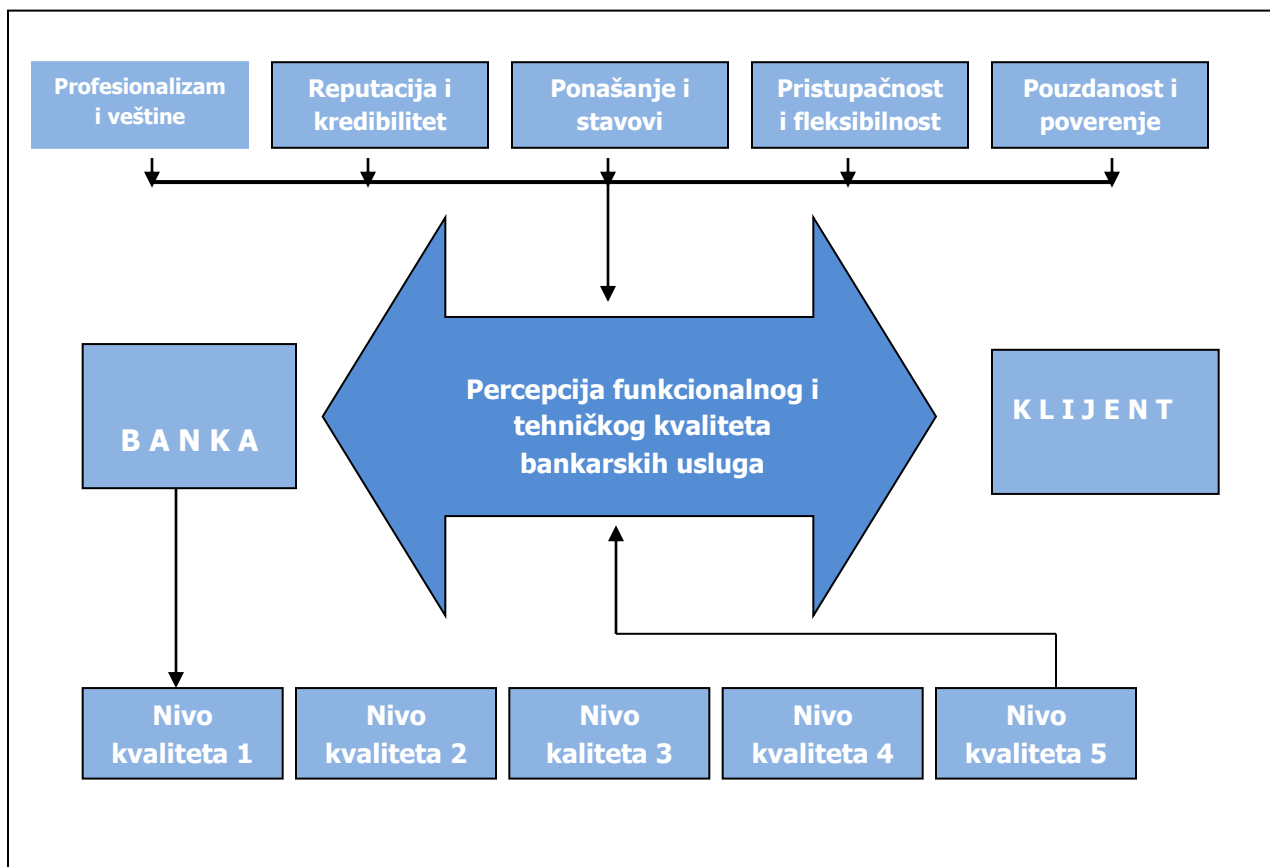 Profesionalizam
i veštine
Reputacija i
kredibilitet
Ponašanje i
stavovi
Pristupačnost
i fleksibilnost
Pouzdanost i
poverenje
B A N K A
Percepcija funkcionalnog i
tehničkog kvaliteta
bankarskih usluga
K L I J E N T
Nivo
kvaliteta 1
Nivo
kvaliteta 2
Nivo
kaliteta 3
Nivo
kvaliteta 4
Nivo
kvaliteta 5